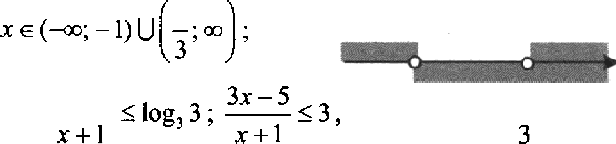 x ∈ (−∞; −1) ⋃ (/3; ∞);
x+1 ≤ log₃ 3 ; (3x−5)/(x+1) ≤ 3 ,
3